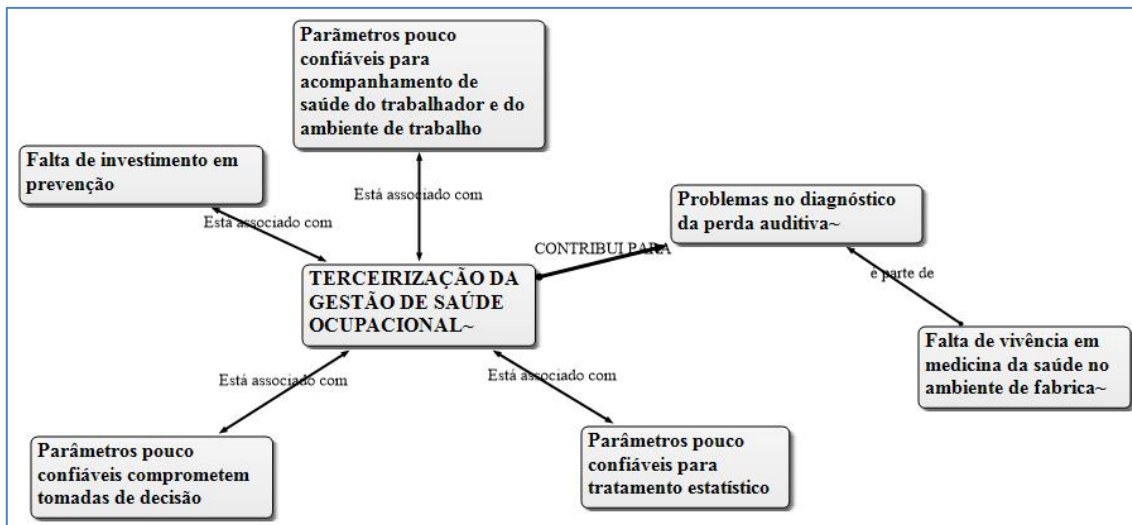 Parãmetros pouco
confiáveis para
acompanhamento de
saúde do trabalhador e do
ambiente de trabalho
Falta de investimento em
prevenção
Está associado com
Está associado com
Problemas no diagnóstico
da perda auditiva~
CONTRIBUI PARA
TERCEIRIZAÇÃO DA
GESTÃO DE SAÚDE
OCUPACIONAL~
é parte de
Falta de vivência em
medicina da saúde no
ambiente de fabrica~
Está associado com
Está associado com
Parâmetros pouco
confiáveis comprometem
tomadas de decisão
Parâmetros pouco
confiáveis para
tratamento estatístico